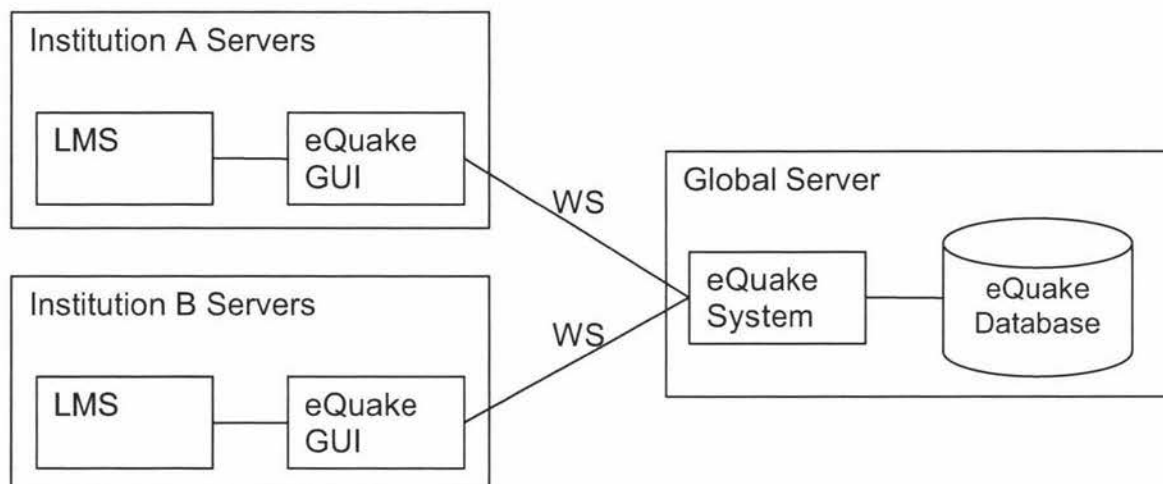 Institution A Servers
LMS
eQuake
GUI
WS
Global Server
eQuake
System
eQuake
Database
Institution B Servers
LMS
eQuake
GUI
WS